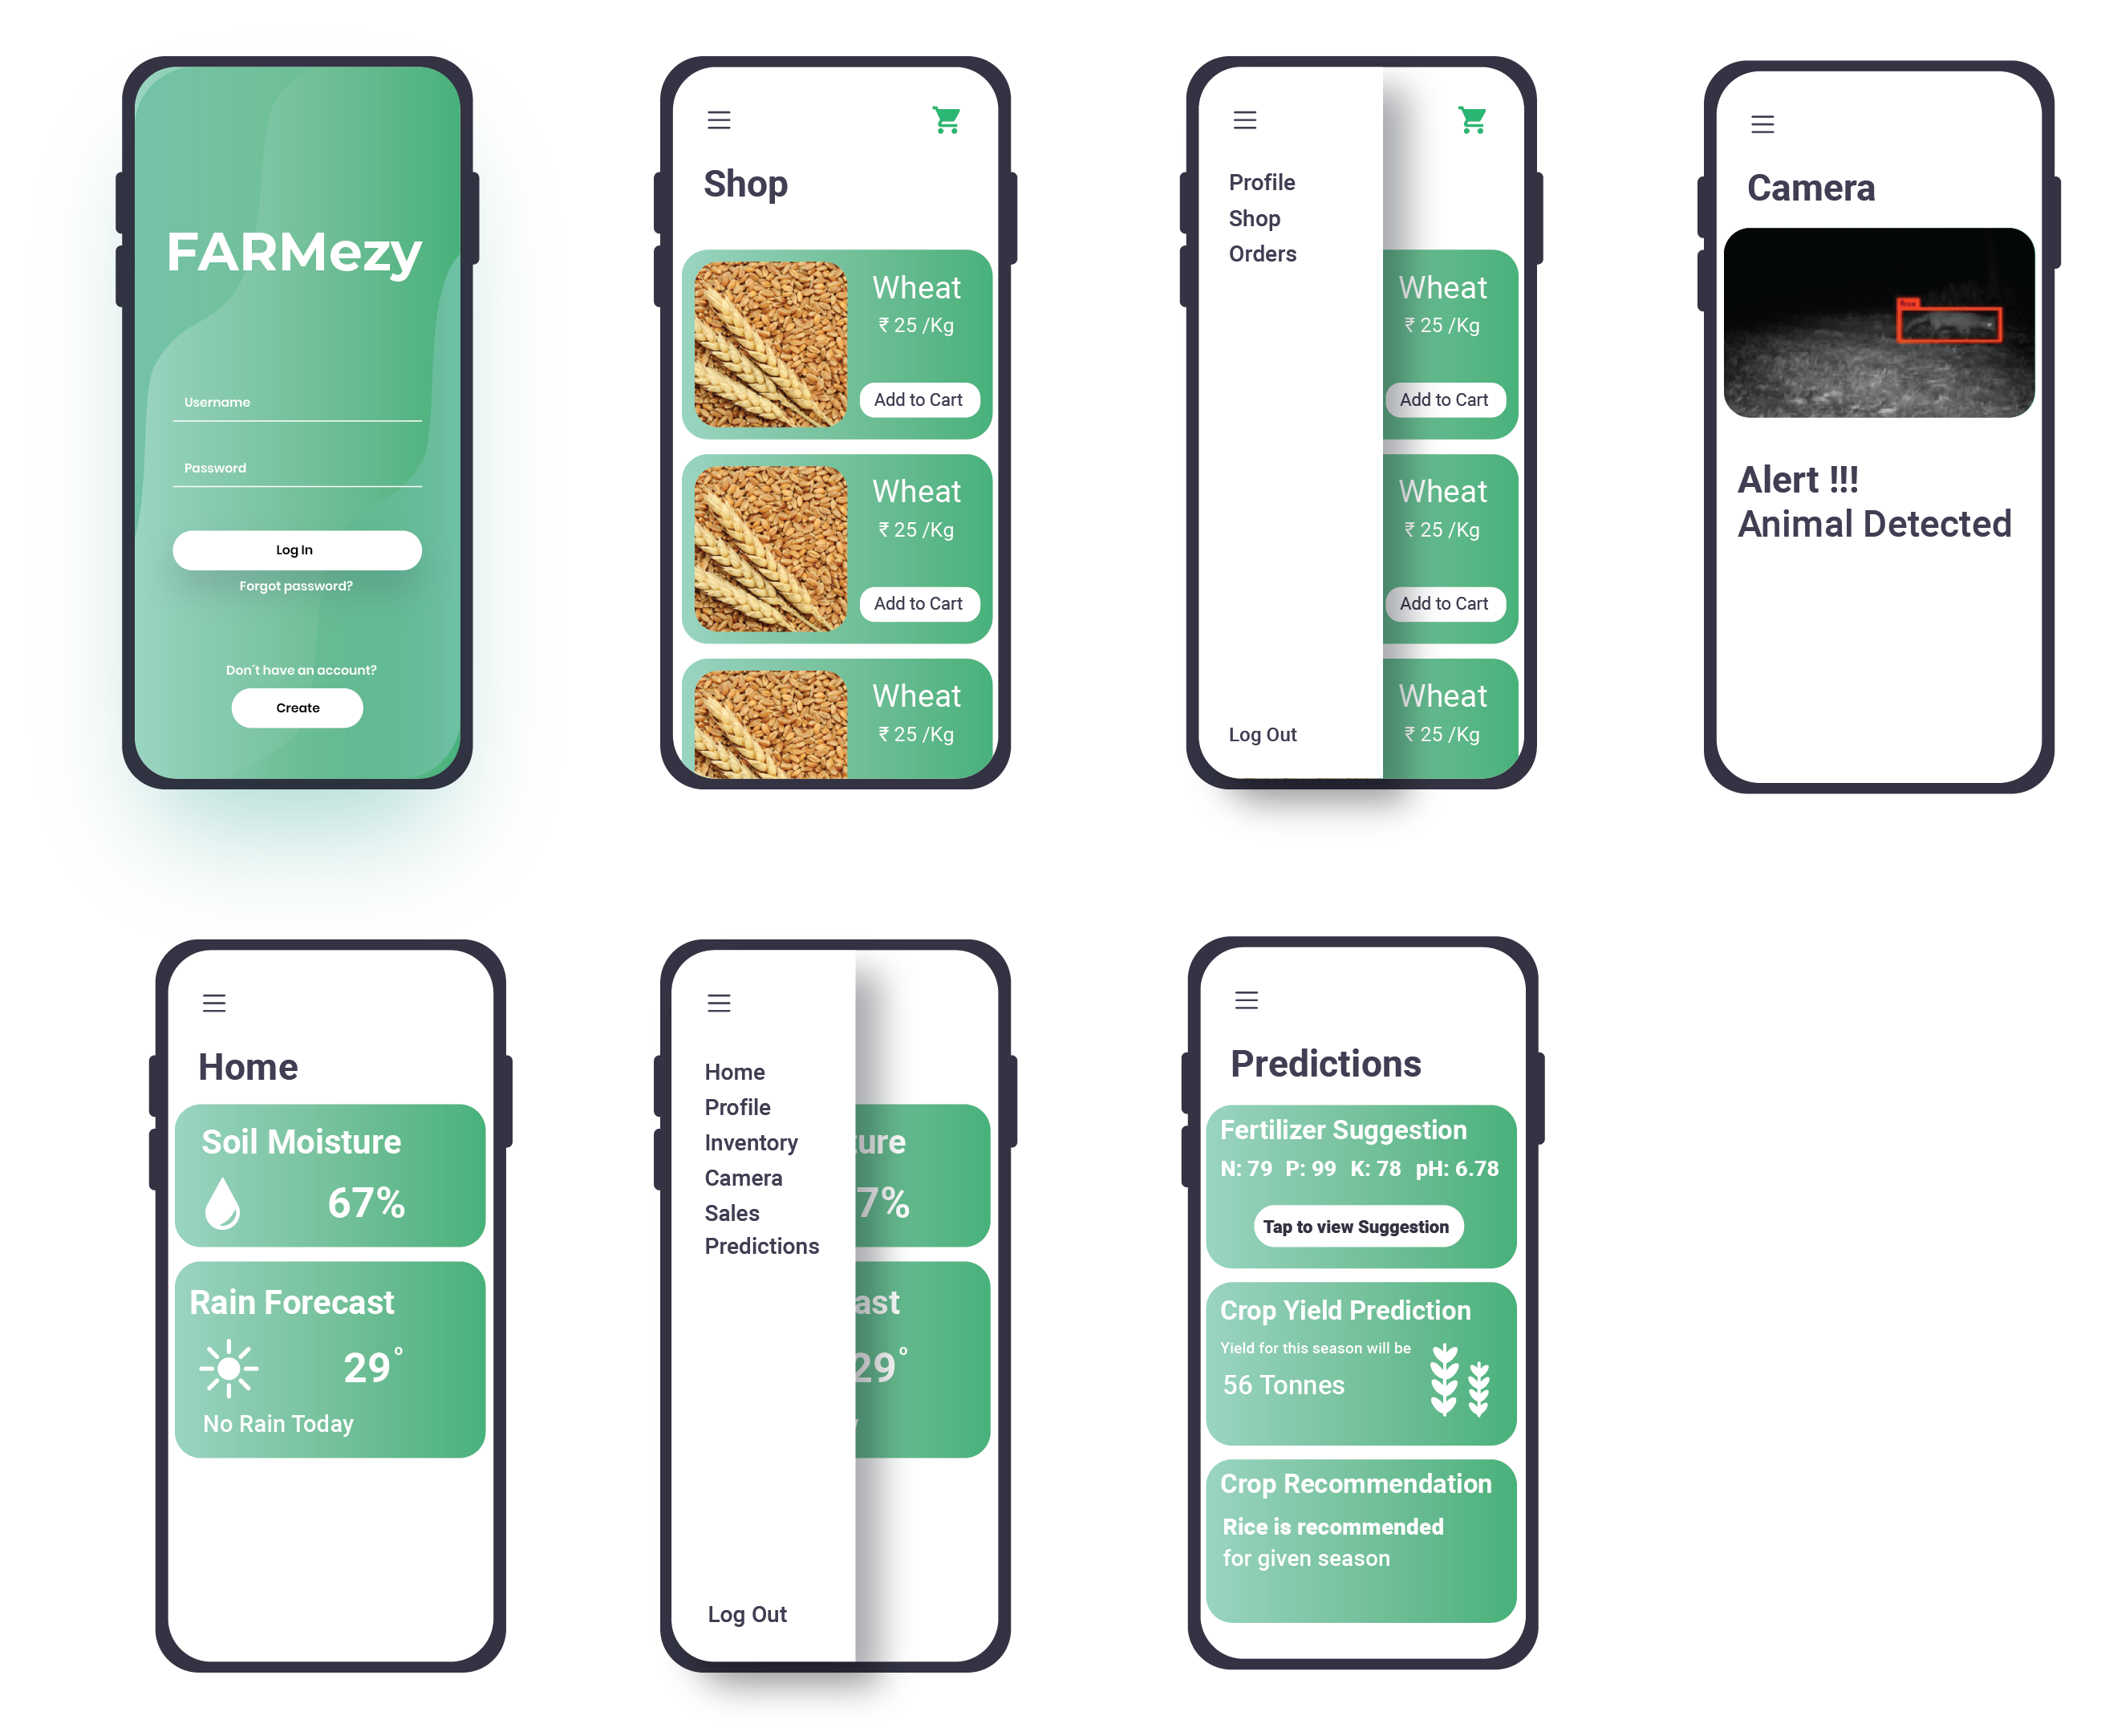 FARMezy
Username
Password
Log In
Forgot password?
Don´t have an account?
Create
Shop
Wheat
₹ 25 /Kg
Add to Cart
Wheat
₹ 25 /Kg
Add to Cart
Wheat
₹ 25 /Kg
Profile
Shop
Orders
Log Out
Wheat
₹ 25 /Kg
Add to Cart
Wheat
₹ 25 /Kg
Add to Cart
Wheat
₹ 25 /Kg
Camera
Alert !!!
Animal Detected
Home
Soil Moisture
67%
Rain Forecast
29°
No Rain Today
Home
Profile
Inventory
Camera
Sales
Predictions
Log Out
ture
7%
ast
29°
Predictions
Fertilizer Suggestion
N: 79 P: 99 K: 78 pH: 6.78
Tap to view Suggestion
Crop Yield Prediction
Yield for this season will be
56 Tonnes
Crop Recommendation
Rice is recommended
for given season